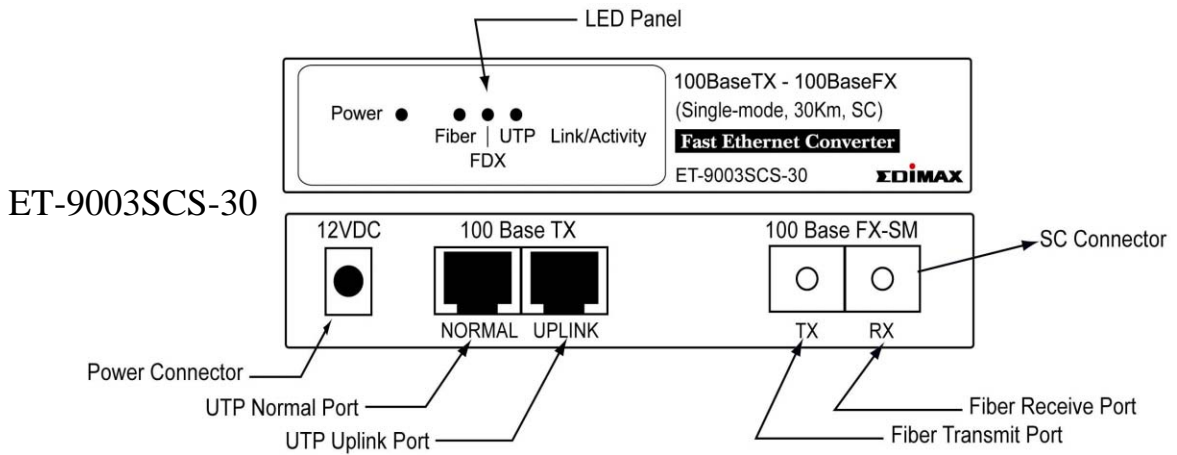 LED Panel
100BaseTX - 100BaseFX
Power
(Single-mode, 30Km, SC)
Fiber | UTP Link/Activity
FDX
Fast Ethernet Converter
ET-9003SCS-30 EDIMAX
ET-9003SCS-30
12VDC 100 Base TX 100 Base FX-SM
SC Connector
NORMAL UPLINK TX RX
Power Connector
UTP Normal Port Fiber Receive Port
UTP Uplink Port Fiber Transmit Port